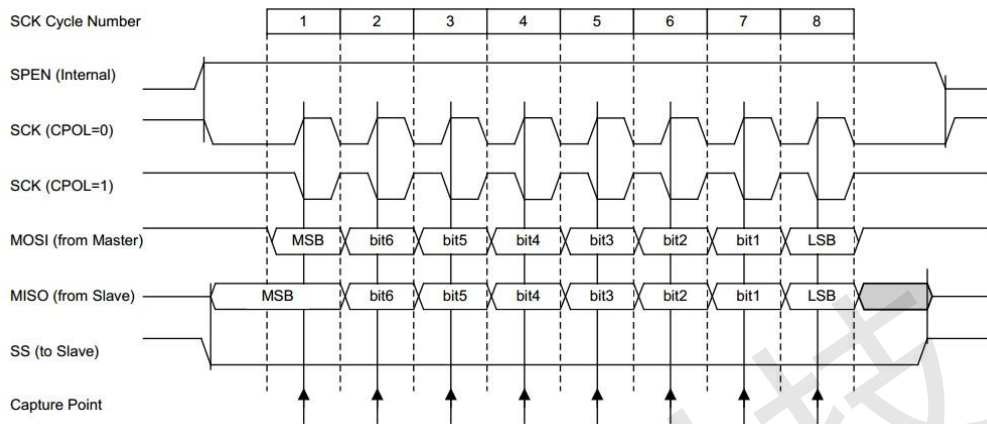 SCK Cycle Number 1 2 3 4 5 6 7 8
SPEN (Internal)
SCK (CPOL=0)
SCK (CPOL=1)
MOSI (from Master) MSB bit6 bit5 bit4 bit3 bit2 bit1 LSB
MISO (from Slave) MSB bit6 bit5 bit4 bit3 bit2 bit1 LSB
SS (to Slave)
Capture Point